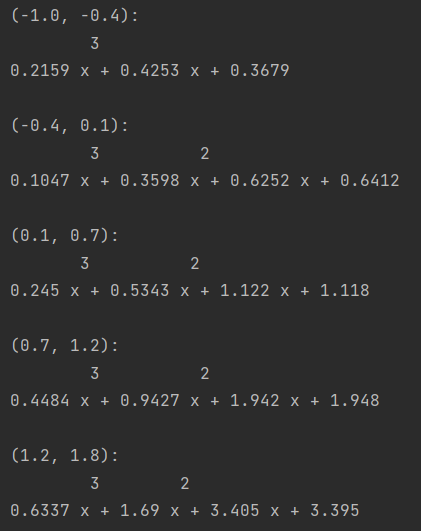 (-1.0, -0.4):
        3
0.2159 x + 0.4253 x + 0.3679
(-0.4, 0.1):
        3          2
0.1047 x + 0.3598 x + 0.6252 x + 0.6412
(0.1, 0.7):
       3          2
0.245 x + 0.5343 x + 1.122 x + 1.118
(0.7, 1.2):
        3          2
0.4484 x + 0.9427 x + 1.942 x + 1.948
(1.2, 1.8):
        3        2
0.6337 x + 1.69 x + 3.405 x + 3.395